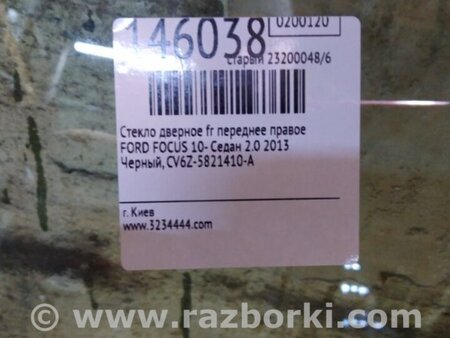 146038
0200120
старый 23200048/6
Стекло дверное fr переднее правое
FORD FOCUS 10- Седан 2.0 2013
Черный, CV6Z-5821410-A
г. Киев
www.3234444.com
www.razborki.com